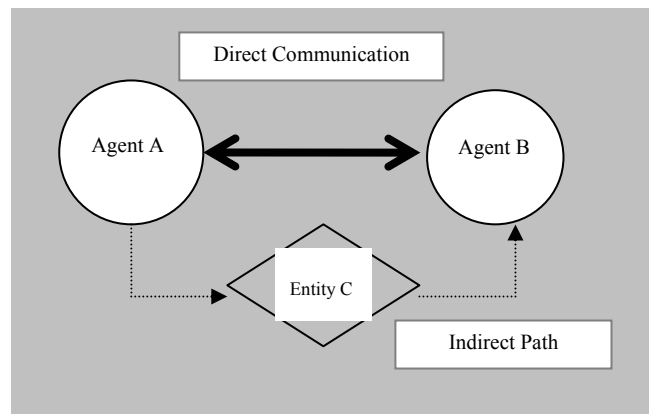 Direct Communication
Agent A
Agent B
Entity C
Indirect Path